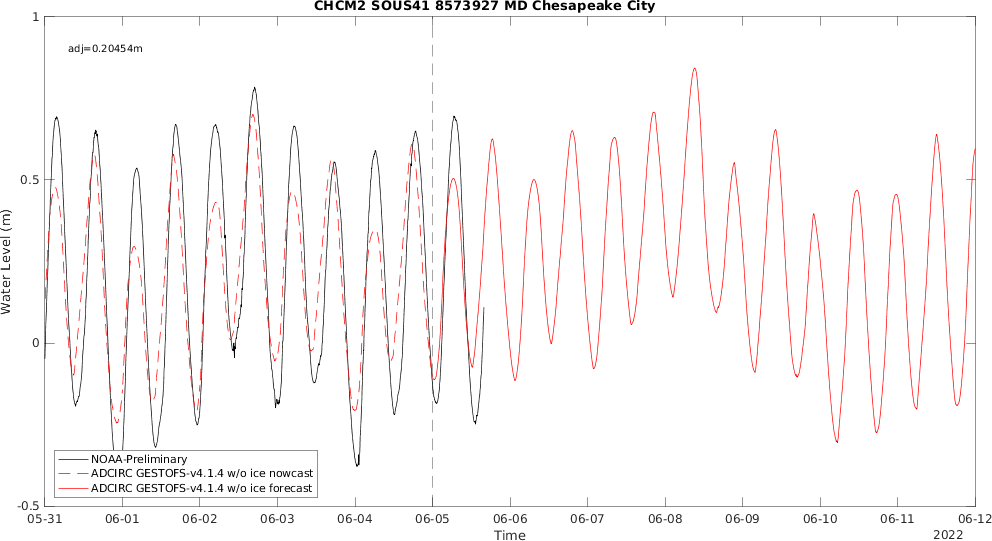 CHCM2 SOUS41 8573927 MD Chesapeake City
adj=0.20454m
1
0.5
0
-0.5
Water Level (m)
NOAA-Preliminary
ADCIRC GESTOFS-v4.1.4 w/o ice nowcast
ADCIRC GESTOFS-v4.1.4 w/o ice forecast
05-31 06-01 06-02 06-03 06-04 06-05 06-06 06-07 06-08 06-09 06-10 06-11 06-12
Time
2022